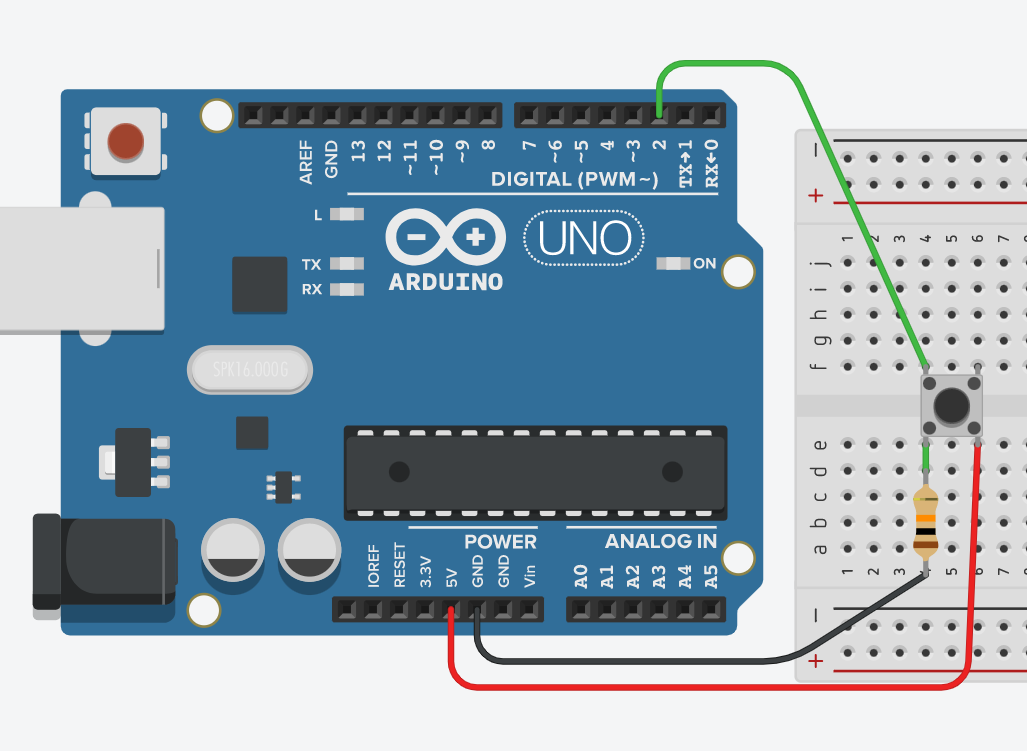 AREF
GND
13
12
~11
~10
~9
8
7
~6
~5
4
~3
2
TX→1
RX←0
DIGITAL (PWM~)
L
TX
RX
ARDUINO
UNO
ON
SPK16.000G
POWER
ANALOG IN
IOREF
RESET
3.3V
5V
GND
GND
Vin
A0
A1
A2
A3
A4
A5
−
+
1 2 3 4 5 6 7
j
i
h
g
f
e
d
c
b
a
1 2 3 5 6 7
−
+